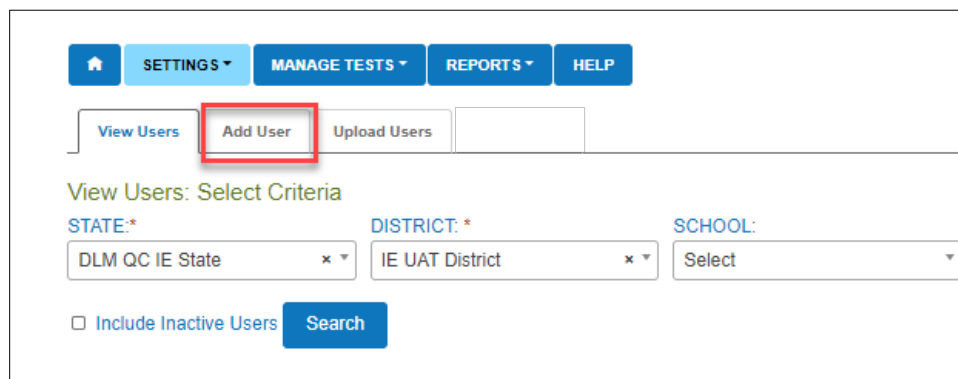 SETTINGS MANAGE TESTS REPORTS HELP
View Users Add User Upload Users
View Users: Select Criteria
STATE:* DISTRICT: * SCHOOL:
DLM QC IE State × IE UAT District × Select
Include Inactive Users Search